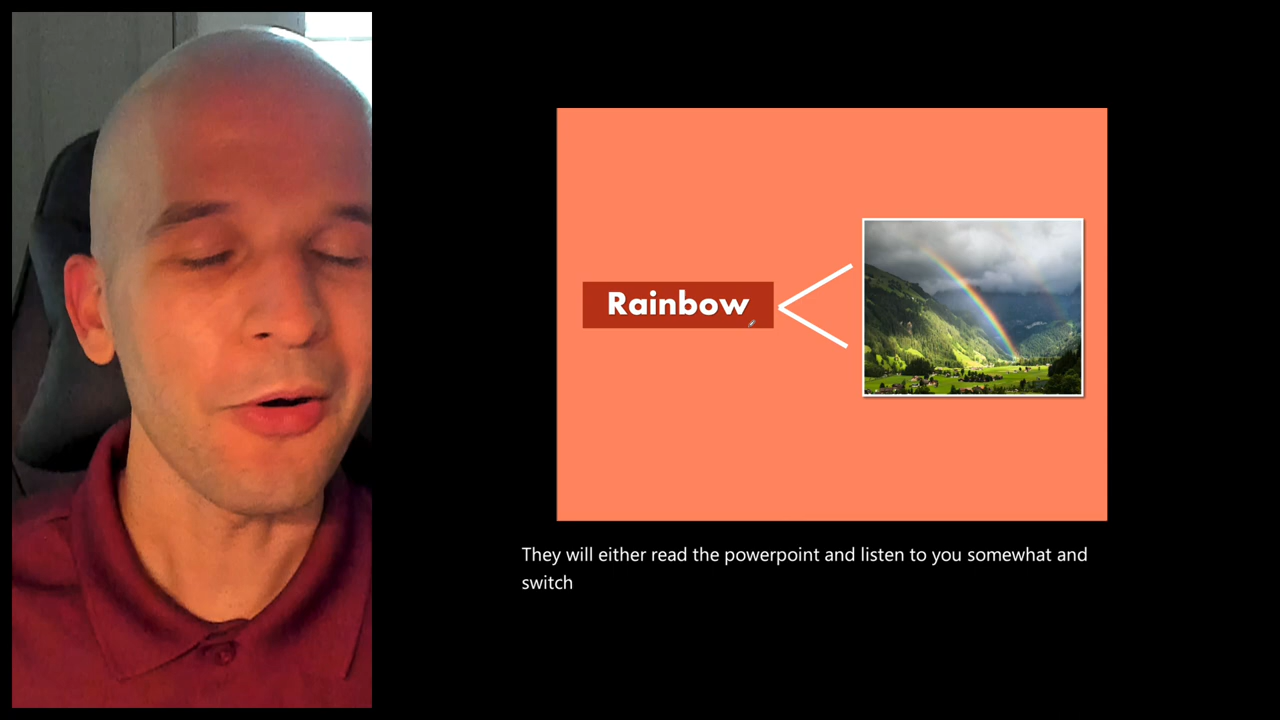 Rainbow
They will either read the powerpoint and listen to you somewhat and
switch